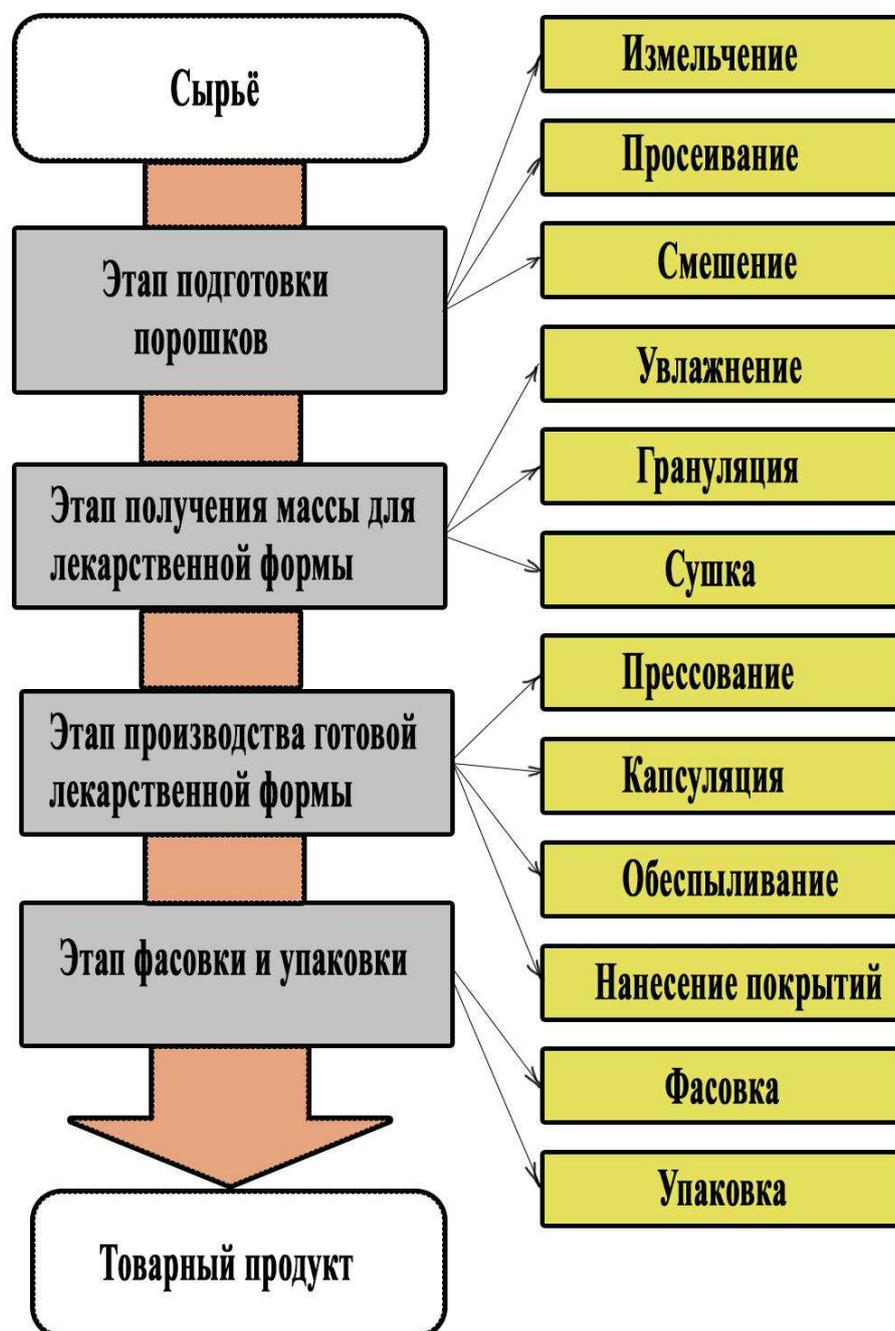 Сырьё
Этап подготовки
порошков
Этап получения массы для
лекарственной формы
Этап производства готовой
лекарственной формы
Этап фасовки и упаковки
Товарный продукт
Измельчение
Просеивание
Смешение
Увлажнение
Грануляция
Сушка
Прессование
Капсуляция
Обеспыливание
Нанесение покрытий
Фасовка
Упаковка